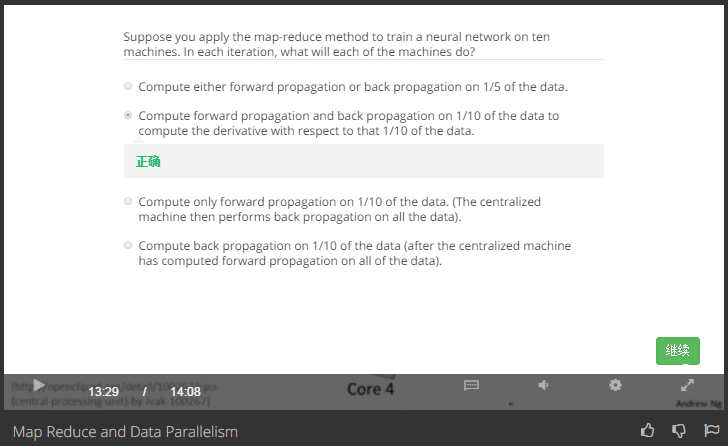 Suppose you apply the map-reduce method to train a neural network on ten
machines. In each iteration, what will each of the machines do?
Compute either forward propagation or back propagation on 1/5 of the data.
Compute forward propagation and back propagation on 1/10 of the data to
compute the derivative with respect to that 1/10 of the data.
正确
Compute only forward propagation on 1/10 of the data. (The centralized
machine then performs back propagation on all the data).
Compute back propagation on 1/10 of the data (after the centralized machine
has computed forward propagation on all of the data).
继续
13:29 / 14:08
Core 4
Andrew Ng
Map Reduce and Data Parallelism